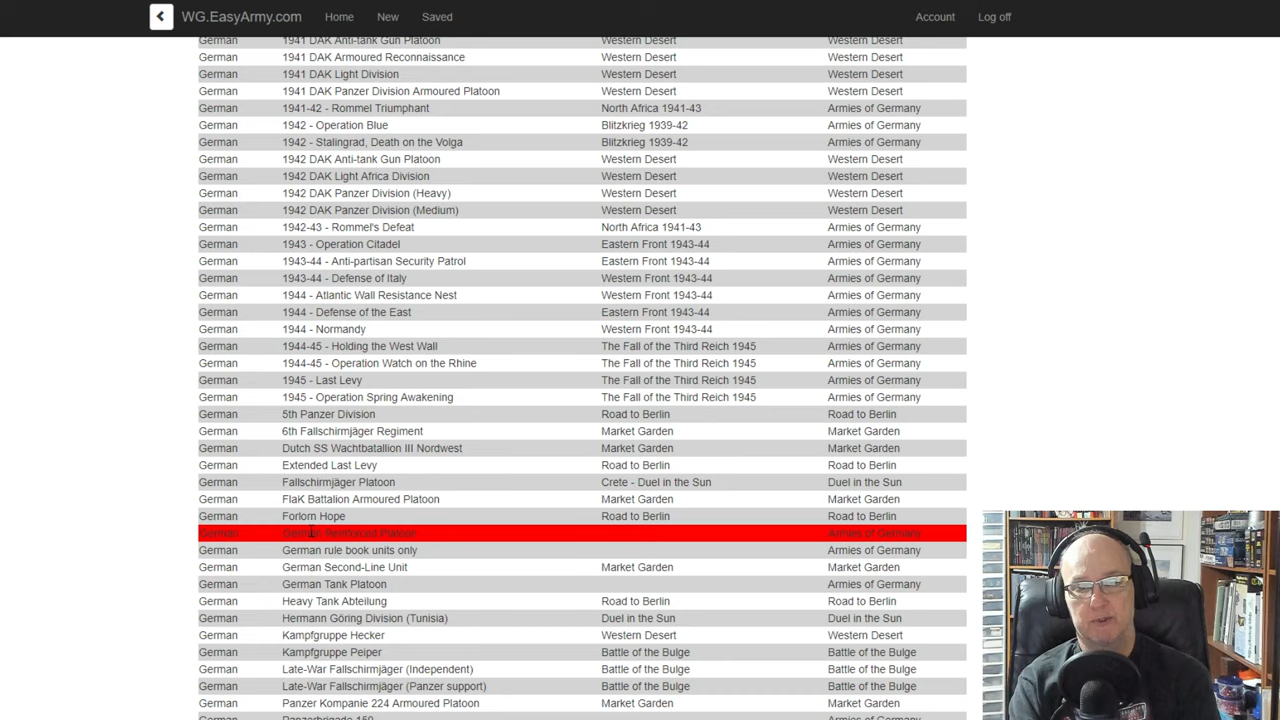 WG.EasyArmy.com Home New Saved Account Log off
German 1941 DAK Anti-tank Gun Platoon Western Desert Western Desert
1941 DAK Armoured Reconnaissance Western Desert Western Desert
German 1941 DAK Light Division Western Desert Western Desert
German 1941 DAK Panzer Division Armoured Platoon Western Desert Western Desert
German 1941-42 - Rommel Triumphant North Africa 1941-43 Armies of Germany
German 1942 - Operation Blue Blitzkrieg 1939-42 Armies of Germany
German 1942 - Stalingrad, Death on the Volga Blitzkrieg 1939-42 Armies of Germany
German 1942 DAK Anti-tank Gun Platoon Western Desert Western Desert
German 1942 DAK Light Africa Division Western Desert Western Desert
German 1942 DAK Panzer Division (Heavy) Western Desert Western Desert
German 1942 DAK Panzer Division (Medium) Western Desert Western Desert
German 1942-43 - Rommel's Defeat North Africa 1941-43 Armies of Germany
German 1943 - Operation Citadel Eastern Front 1943-44 Armies of Germany
German 1943-44 - Anti-partisan Security Patrol Eastern Front 1943-44 Armies of Germany
German 1943-44 - Defense of Italy Western Front 1943-44 Armies of Germany
German 1944 - Atlantic Wall Resistance Nest Western Front 1943-44 Armies of Germany
German 1944 - Defense of the East Eastern Front 1943-44 Armies of Germany
German 1944 - Normandy Western Front 1943-44 Armies of Germany
German 1944-45 - Holding the West Wall The Fall of the Third Reich 1945 Armies of Germany
German 1944-45 - Operation Watch on the Rhine The Fall of the Third Reich 1945 Armies of Germany
German 1945 - Last Levy The Fall of the Third Reich 1945 Armies of Germany
German 1945 - Operation Spring Awakening The Fall of the Third Reich 1945 Armies of Germany
German 5th Panzer Division Road to Berlin Road to Berlin
German 6th Fallschirmjäger Regiment Market Garden Market Garden
German Dutch SS Wachtbatallion III Nordwest Market Garden Market Garden
German Extended Last Levy Road to Berlin Road to Berlin
German Fallschirmjäger Platoon Crete - Duel in the Sun Duel in the Sun
German FlaK Battalion Armoured Platoon Market Garden Market Garden
German Forlorn Hope Road to Berlin Road to Berlin
German German, Reinforced Platoon Armies of Germany
German German rule book units only Armies of Germany
German German Second-Line Unit Market Garden Market Garden
German German Tank Platoon Armies of Germany
German Heavy Tank Abteilung Road to Berlin Road to Berlin
German Hermann Göring Division (Tunisia) Duel in the Sun Duel in the Sun
German Kampfgruppe Hecker Western Desert Western Desert
German Kampfgruppe Peiper Battle of the Bulge Battle of the Bulge
German Late-War Fallschirmjäger (Independent) Battle of the Bulge Battle of the Bulge
German Late-War Fallschirmjäger (Panzer support) Battle of the Bulge Battle of the Bulge
German Panzer Kompanie 224 Armoured Platoon Market Garden Market Garden
German Panzerbrigade 150